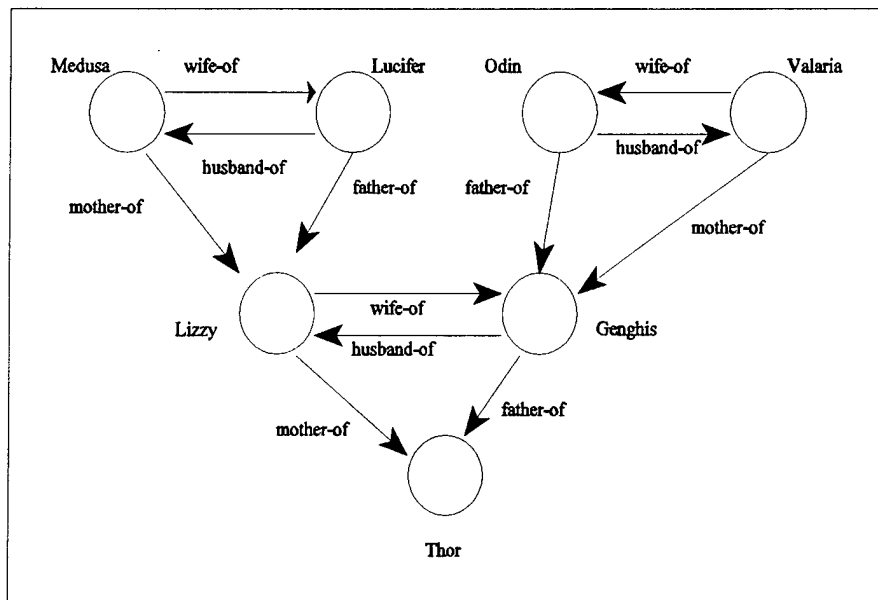 Medusa
wife-of
Lucifer
Odin
wife-of
Valaria
husband-of
husband-of
mother-of
father-of
father-of
mother-of
Lizzy
wife-of
husband-of
Genghis
mother-of
father-of
Thor